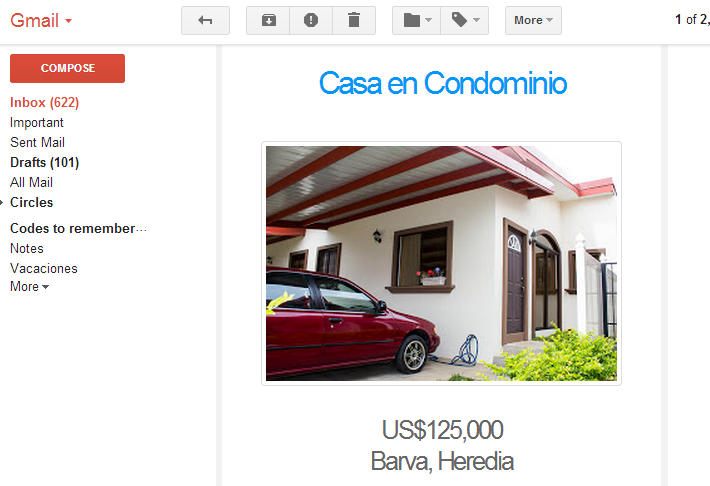 Gmail
More
1 of 2,
COMPOSE
Inbox (622)
Important
Sent Mail
Drafts (101)
All Mail
Circles
Codes to remember...
Notes
Vacaciones
More
Casa en Condominio
US$125,000
Barva, Heredia